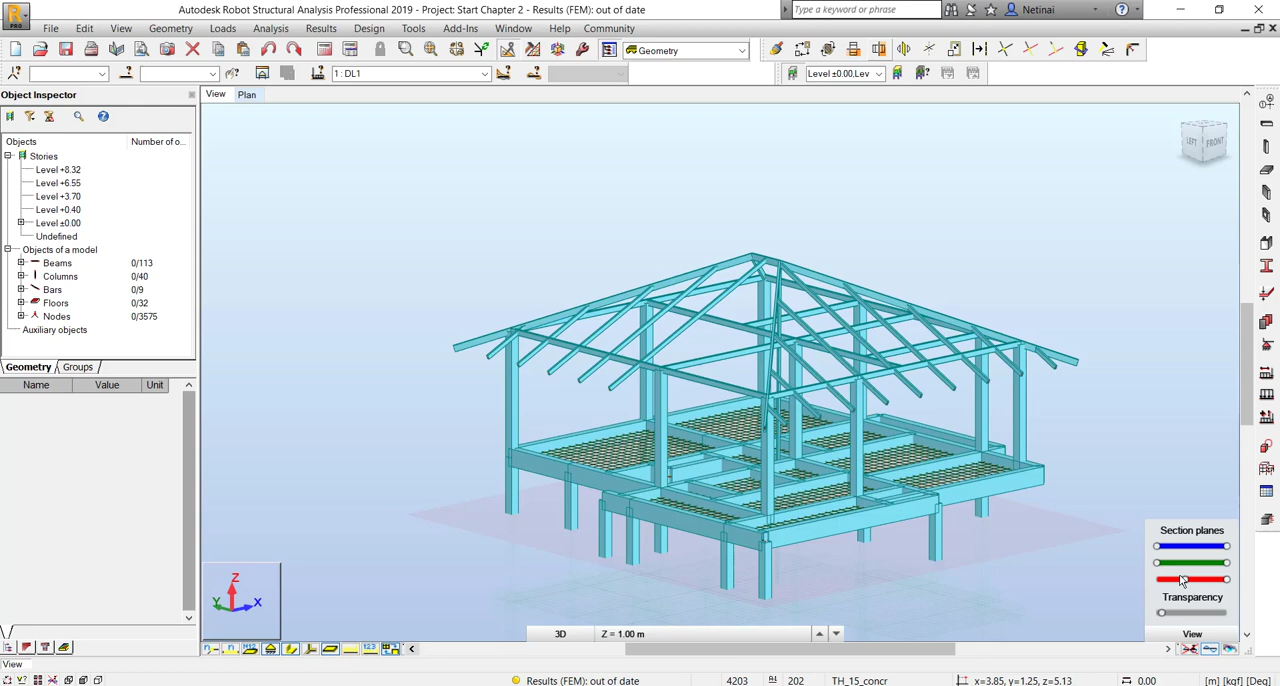 Autodesk Robot Structural Analysis Professional 2019 - Project: Start Chapter 2 - Results (FEM): out of date
Type a keyword or phrase
Netinai
PRO
File Edit View Geometry Loads Analysis Results Design Tools Add-Ins Window Help Community
Geometry
1: DL1
Level ±0.00,Lev
Object Inspector
View Plan
Objects Number of o...
Stories
Level +8.32
Level +6.55
Level +3.70
Level +0.40
Level ±0.00
Undefined
Objects of a model
Beams 0/113
Columns 0/40
Bars 0/9
Floors 0/32
Nodes 0/3575
Auxiliary objects
Geometry Groups
Name Value Unit
LEFT FRONT
Section planes
Transparency
View
Z
Y X
3D Z = 1.00 m
View
Results (FEM): out of date 4203 202 TH_15_concr x=3.85, y=1.25, z=5.13 0.00 [m] [kgf] [Deg]